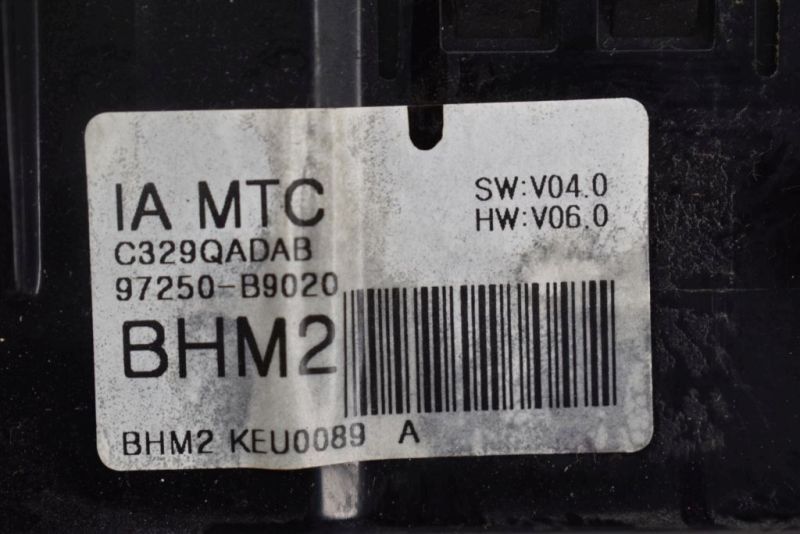 IA MTC
SW:V04.0
HW:V06.0
C329QADAB
97250-B9020
BHM2
BHM2 KEU0089 A